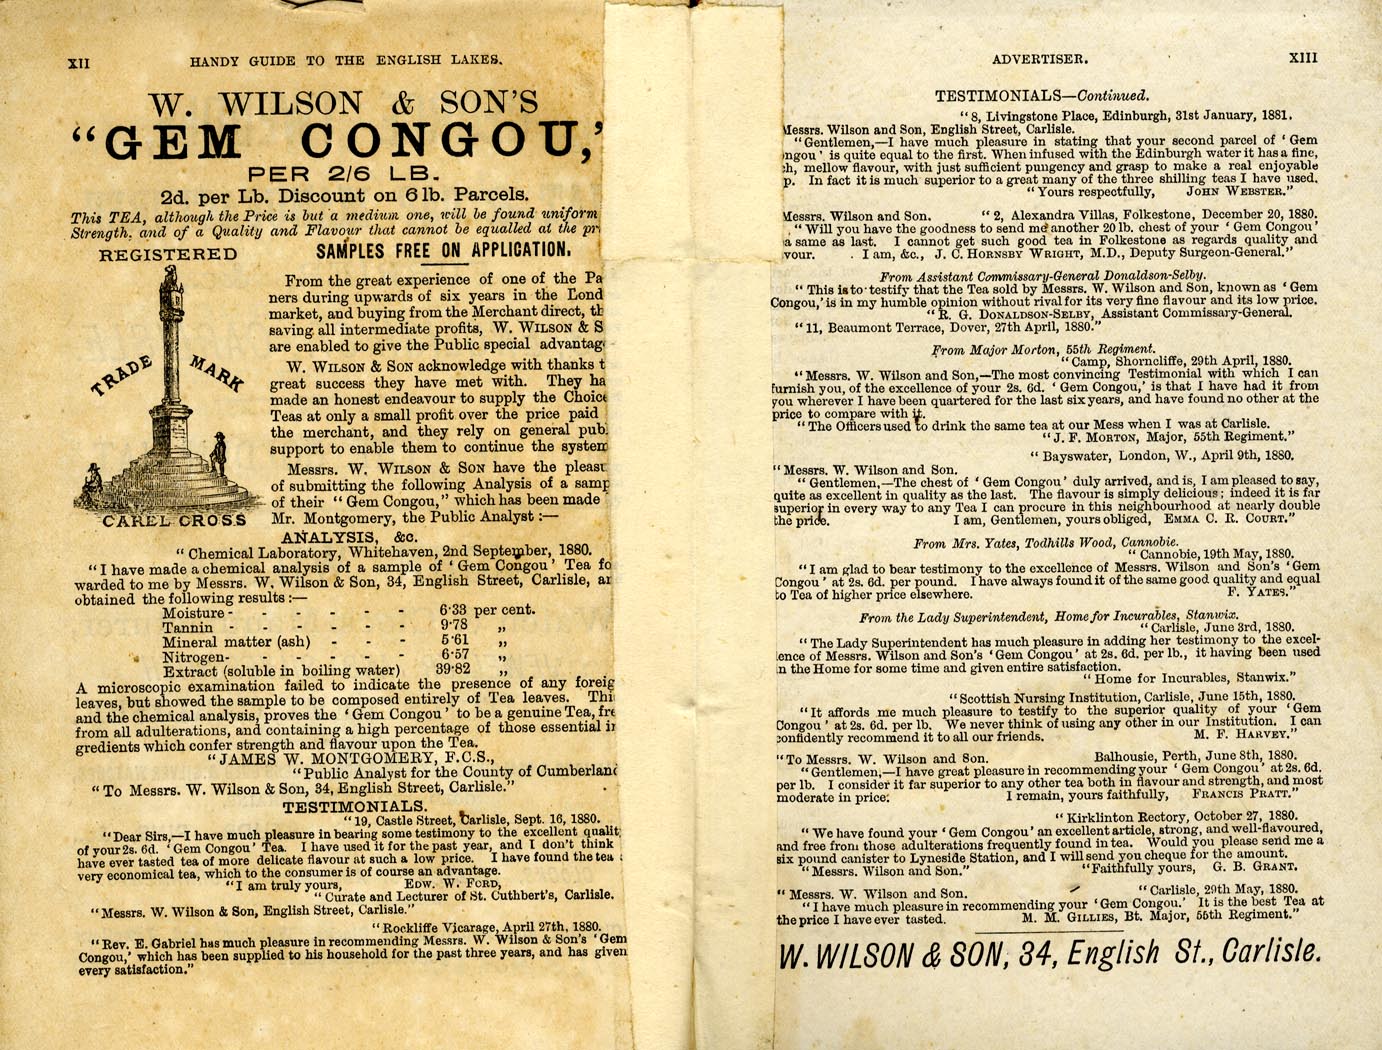 XII HANDY GUIDE TO THE ENGLISH LAKES.
W. WILSON & SON'S
"GEM CONGOU,"
PER 2/6 LB.
2d. per Lb. Discount on 6 lb. Parcels.
This TEA, although the Price is but a medium one, will be found uniform
Strength, and of a Quality and Flavour that cannot be equalled at the pri
REGISTERED
TRADE MARK
CAREL CROSS
SAMPLES FREE ON APPLICATION.
From the great experience of one of the Pa
ners during upwards of six years in the Lond
market, and buying from the Merchant direct, th
saving all intermediate profits, W. WILSON & S
are enabled to give the Public special advantag
W. WILSON & SON acknowledge with thanks t
great success they have met with. They ha
made an honest endeavour to supply the Choice
Teas at only a small profit over the price paid
the merchant, and they rely on general pub
support to enable them to continue the system
Messrs. W. WILSON & SON have the pleasu
of submitting the following Analysis of a samp
of their "Gem Congou," which has been made
Mr. Montgomery, the Public Analyst :—
ANALYSIS, &c.
"Chemical Laboratory, Whitehaven, 2nd September, 1880.
"I have made a chemical analysis of a sample of 'Gem Congou' Tea fo
warded to me by Messrs. W. Wilson & Son, 34, English Street, Carlisle, an
obtained the following results :—
Moisture - - - - - - 6·33 per cent.
Tannin - - - - - - 9·78 „
Mineral matter (ash) - - - 5·61 „
Nitrogen - - - - - - 6·57 „
Extract (soluble in boiling water) 39·82 „
A microscopic examination failed to indicate the presence of any foreig
leaves, but showed the sample to be composed entirely of Tea leaves. Thi
and the chemical analysis, proves the 'Gem Congou' to be a genuine Tea, fre
from all adulterations, and containing a high percentage of those essential in
gredients which confer strength and flavour upon the Tea.
"JAMES W. MONTGOMERY, F.C.S.,
"Public Analyst for the County of Cumberland
"To Messrs. W. Wilson & Son, 34, English Street, Carlisle."
TESTIMONIALS.
"19, Castle Street, Carlisle, Sept. 16, 1880.
"Dear Sirs,—I have much pleasure in bearing some testimony to the excellent qualit
of your 2s. 6d. 'Gem Congou' Tea. I have used it for the past year, and I don't think
have ever tasted tea of more delicate flavour at such a low price. I have found the tea
very economical tea, which to the consumer is of course an advantage.
"I am truly yours, EDW. W. FORD,
"Curate and Lecturer of St. Cuthbert's, Carlisle.
"Messrs. W. Wilson & Son, English Street, Carlisle."
"Rockliffe Vicarage, April 27th, 1880.
"Rev. E. Gabriel has much pleasure in recommending Messrs. W. Wilson & Son's 'Gem
Congou,' which has been supplied to his household for the past three years, and has given
every satisfaction."
ADVERTISER. XIII
TESTIMONIALS—Continued.
"8, Livingstone Place, Edinburgh, 31st January, 1881.
Messrs. Wilson and Son, English Street, Carlisle.
"Gentlemen,—I have much pleasure in stating that your second parcel of 'Gem
ngou' is quite equal to the first. When infused with the Edinburgh water it has a fine,
ch, mellow flavour, with just sufficient pungency and grasp to make a real enjoyable
p. In fact it is much superior to a great many of the three shilling teas I have used.
"Yours respectfully, JOHN WEBSTER."
Messrs. Wilson and Son. "2, Alexandra Villas, Folkestone, December 20, 1880.
"Will you have the goodness to send me another 20 lb. chest of your 'Gem Congou'
a same as last. I cannot get such good tea in Folkestone as regards quality and
vour. I am, &c., J. C. HORNSBY WRIGHT, M.D., Deputy Surgeon-General."
From Assistant Commissary-General Donaldson-Selby.
"This is to testify that the Tea sold by Messrs. W. Wilson and Son, known as 'Gem
Congou,' is in my humble opinion without rival for its very fine flavour and its low price.
"R. G. DONALDSON-SELBY, Assistant Commissary-General.
"11, Beaumont Terrace, Dover, 27th April, 1880."
From Major Morton, 55th Regiment.
"Camp, Shorncliffe, 29th April, 1880.
"Messrs. W. Wilson and Son,—The most convincing Testimonial with which I can
furnish you, of the excellence of your 2s. 6d. 'Gem Congou,' is that I have had it from
you wherever I have been quartered for the last six years, and have found no other at the
price to compare with it.
"The Officers used to drink the same tea at our Mess when I was at Carlisle.
"J. F. MORTON, Major, 55th Regiment."
"Bayswater, London, W., April 9th, 1880.
"Messrs. W. Wilson and Son.
"Gentlemen,—The chest of 'Gem Congou' duly arrived, and is, I am pleased to say,
quite as excellent in quality as the last. The flavour is simply delicious; indeed it is far
superior in every way to any Tea I can procure in this neighbourhood at nearly double
the price. I am, Gentlemen, yours obliged, EMMA C. R. COURT."
From Mrs. Yates, Todhills Wood, Cannobie.
"Cannobie, 19th May, 1880.
"I am glad to bear testimony to the excellence of Messrs. Wilson and Son's 'Gem
Congou' at 2s. 6d. per pound. I have always found it of the same good quality and equal
to Tea of higher price elsewhere. F. YATES."
From the Lady Superintendent, Home for Incurables, Stanwix.
"Carlisle, June 3rd, 1880.
"The Lady Superintendent has much pleasure in adding her testimony to the excel-
lence of Messrs. Wilson and Son's 'Gem Congou' at 2s. 6d. per lb., it having been used
in the Home for some time and given entire satisfaction.
"Home for Incurables, Stanwix."
"Scottish Nursing Institution, Carlisle, June 15th, 1880.
"It affords me much pleasure to testify to the superior quality of your 'Gem
Congou' at 2s. 6d. per lb. We never think of using any other in our Institution. I can
confidently recommend it to all our friends. M. F. HARVEY."
"To Messrs. W. Wilson and Son. Balhousie, Perth, June 8th, 1880.
"Gentlemen,—I have great pleasure in recommending your 'Gem Congou' at 2s. 6d.
per lb. I consider it far superior to any other tea both in flavour and strength, and most
moderate in price. I remain, yours faithfully, FRANCIS PRATT."
"Kirklinton Rectory, October 27, 1880.
"We have found your 'Gem Congou' an excellent article, strong, and well-flavoured,
and free from those adulterations frequently found in tea. Would you please send me a
six pound canister to Lyneside Station, and I will send you cheque for the amount.
"Messrs. Wilson and Son." "Faithfully yours, G. B. GRANT.
"Messrs. W. Wilson and Son. "Carlisle, 29th May, 1880.
"I have much pleasure in recommending your 'Gem Congou.' It is the best Tea at
the price I have ever tasted. M. M. GILLIES, Bt. Major, 55th Regiment."
W. WILSON & SON, 34, English St., Carlisle.